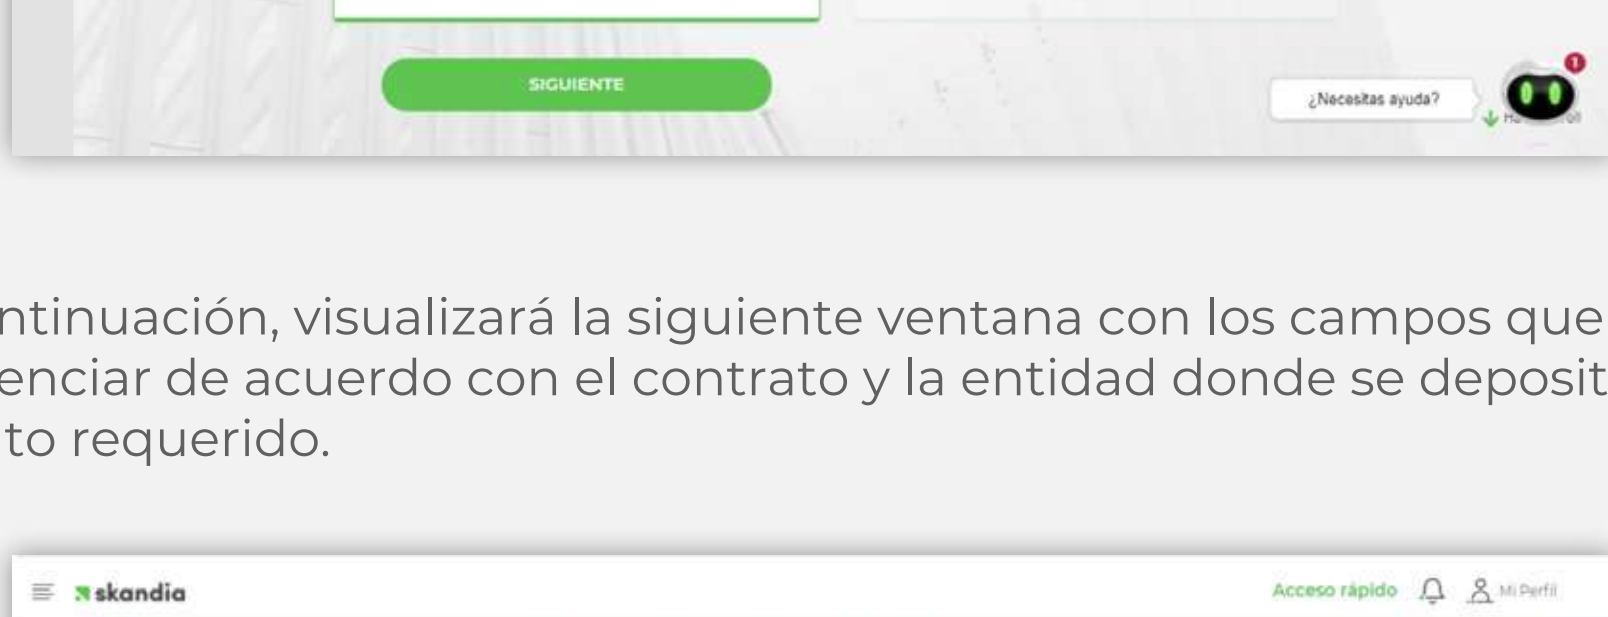 SIGUIENTE
¿Necesitas ayuda?
1
ntinuación, visualizará la siguiente ventana con los campos que
enciar de acuerdo con el contrato y la entidad donde se deposit
to requerido.
skandia
Acceso rápido
Mi Perfil